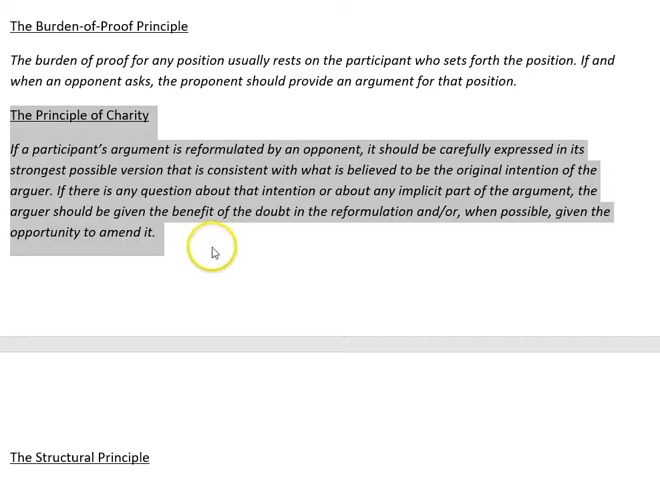 The Burden-of-Proof Principle
The burden of proof for any position usually rests on the participant who sets forth the position. If and
when an opponent asks, the proponent should provide an argument for that position.
The Principle of Charity
If a participant's argument is reformulated by an opponent, it should be carefully expressed in its
strongest possible version that is consistent with what is believed to be the original intention of the
arguer. If there is any question about that intention or about any implicit part of the argument, the
arguer should be given the benefit of the doubt in the reformulation and/or, when possible, given the
opportunity to amend it.
The Structural Principle